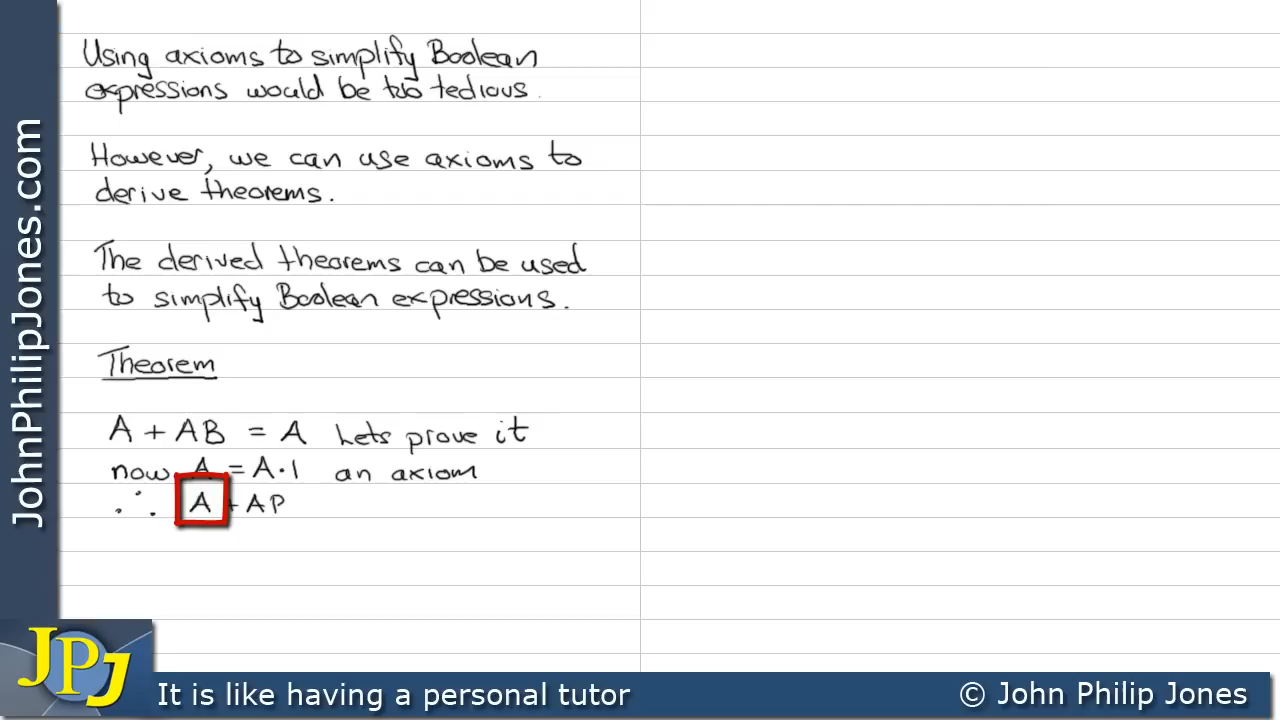 Using axioms to simplify Boolean
expressions would be too tedious.
However, we can use axioms to
derive theorems.
The derived theorems can be used
to simplify Boolean expressions.
Theorem
A + AB = A Lets prove it
now A = A·1 an axiom
∴ A + AP
JohnPhilipJones.com
JPJ
It is like having a personal tutor
© John Philip Jones